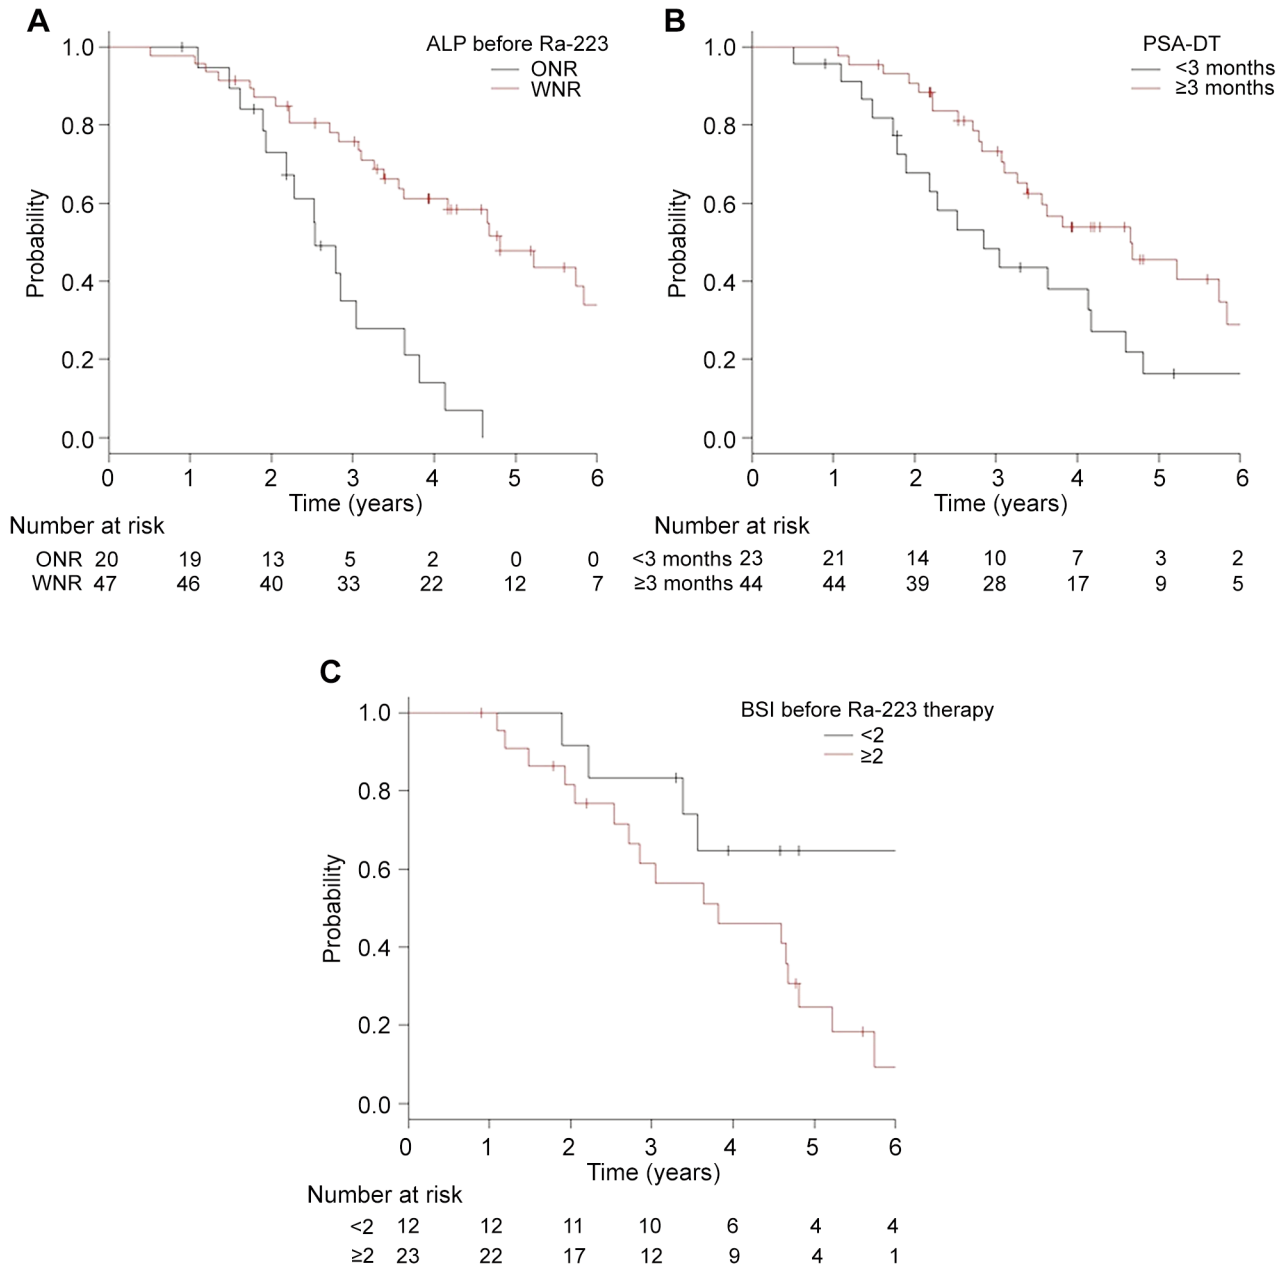 A
ALP before Ra-223
ONR
WNR
1.0
0.8
0.6
0.4
0.2
0.0
Probability
0 1 2 3 4 5 6
Time (years)
Number at risk
ONR 20 19 13 5 2 0 0
WNR 47 46 40 33 22 12 7
B
PSA-DT
<3 months
≥3 months
1.0
0.8
0.6
0.4
0.2
0.0
Probability
0 1 2 3 4 5 6
Time (years)
Number at risk
<3 months 23 21 14 10 7 3 2
≥3 months 44 44 39 28 17 9 5
C
BSI before Ra-223 therapy
<2
≥2
1.0
0.8
0.6
0.4
0.2
0.0
Probability
0 1 2 3 4 5 6
Time (years)
Number at risk
<2 12 12 11 10 6 4 4
≥2 23 22 17 12 9 4 1